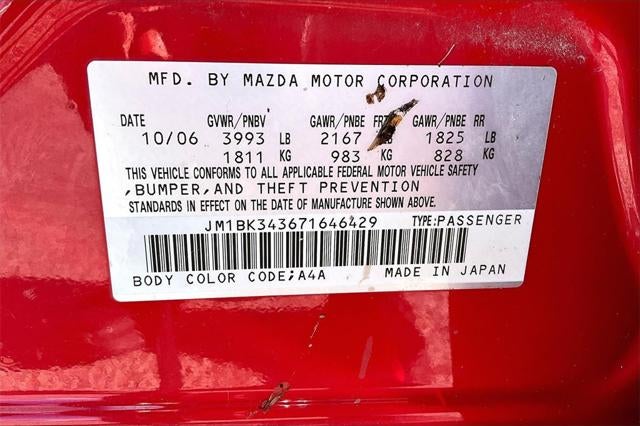 MFD. BY MAZDA MOTOR CORPORATION
DATE GVWR/PNBV GAWR/PNBE FRT GAWR/PNBE RR
10/06 3993 LB 2167 LB 1825 LB
1811 KG 983 KG 828 KG
THIS VEHICLE CONFORMS TO ALL APPLICABLE FEDERAL MOTOR VEHICLE SAFETY
,BUMPER,AND THEFT PREVENTION
STANDARDS IN EFFECT ON THE DATE OF MANUFACTURE SHOWN ABOVE.
JM1BK343671646429 TYPE:PASSENGER
BODY COLOR CODE;A4A MADE IN JAPAN